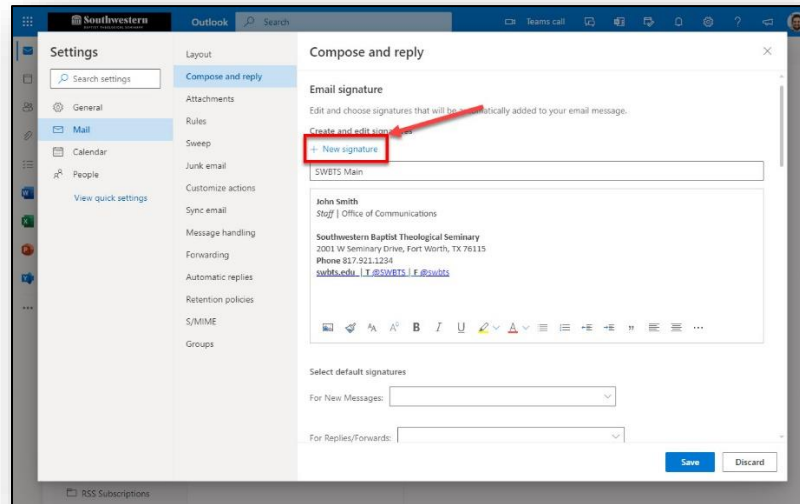 Southwestern
BAPTIST THEOLOGICAL SEMINARY
Outlook
Search
Teams call
Settings
Search settings
General
Mail
Calendar
People
View quick settings
Layout
Compose and reply
Attachments
Rules
Sweep
Junk email
Customize actions
Sync email
Message handling
Forwarding
Automatic replies
Retention policies
S/MIME
Groups
Compose and reply
Email signature
Edit and choose signatures that will be automatically added to your email message.
Create and edit signatures
+ New signature
SWBTS Main
John Smith
Staff | Office of Communications
Southwestern Baptist Theological Seminary
2001 W Seminary Drive, Fort Worth, TX 76115
Phone 817.921.1234
swbts.edu | T @SWBTS | F @swbts
Select default signatures
For New Messages:
For Replies/Forwards:
Save
Discard
RSS Subscriptions